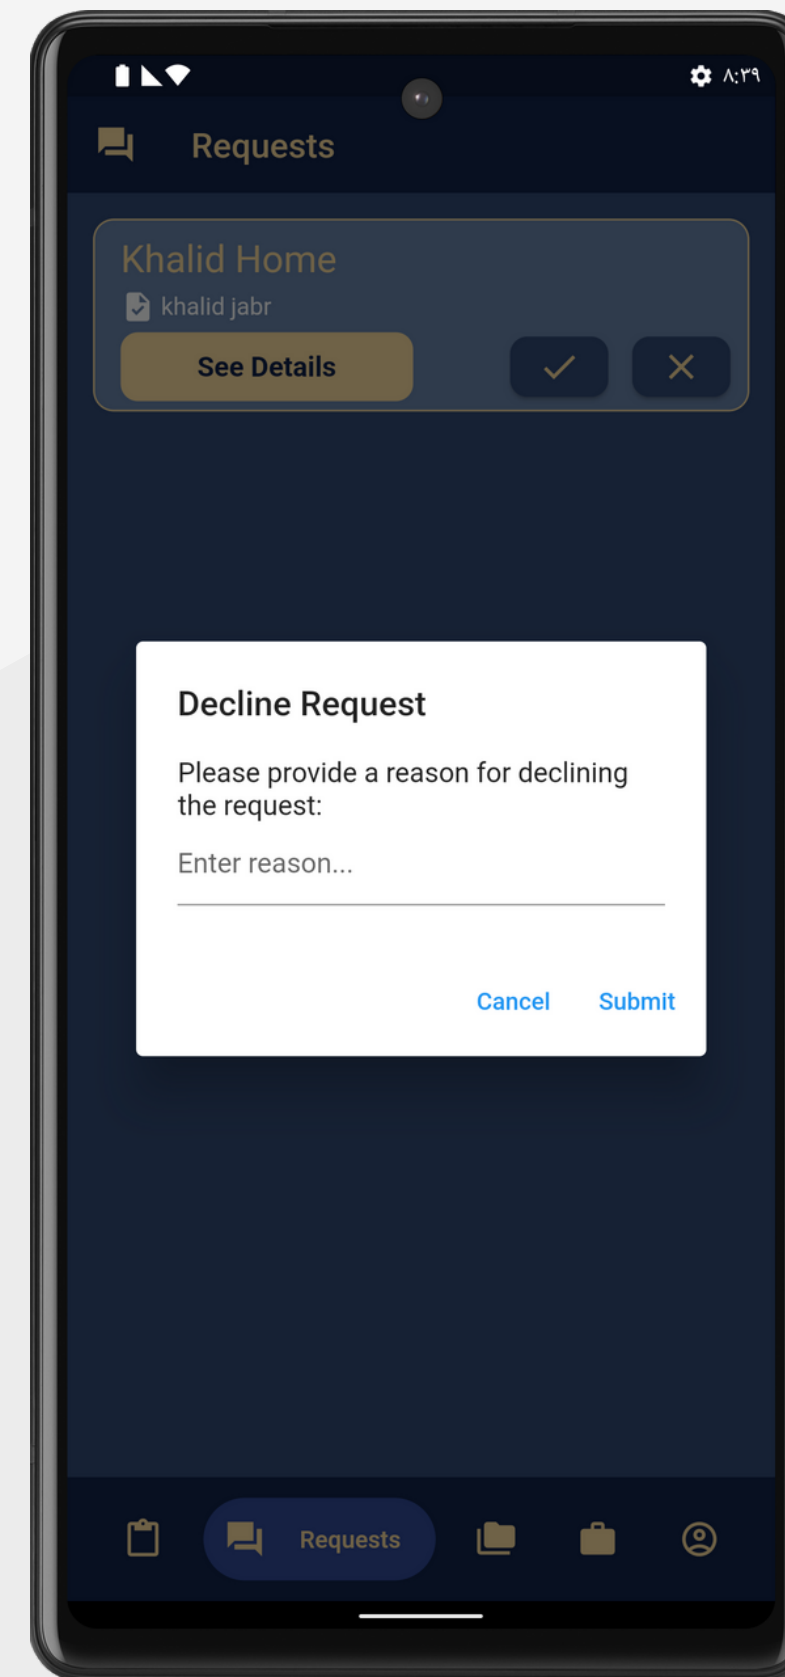 ٨:٣٩
Requests
Khalid Home
khalid jabr
See Details
Decline Request
Please provide a reason for declining
the request:
Enter reason...
Cancel Submit
Requests